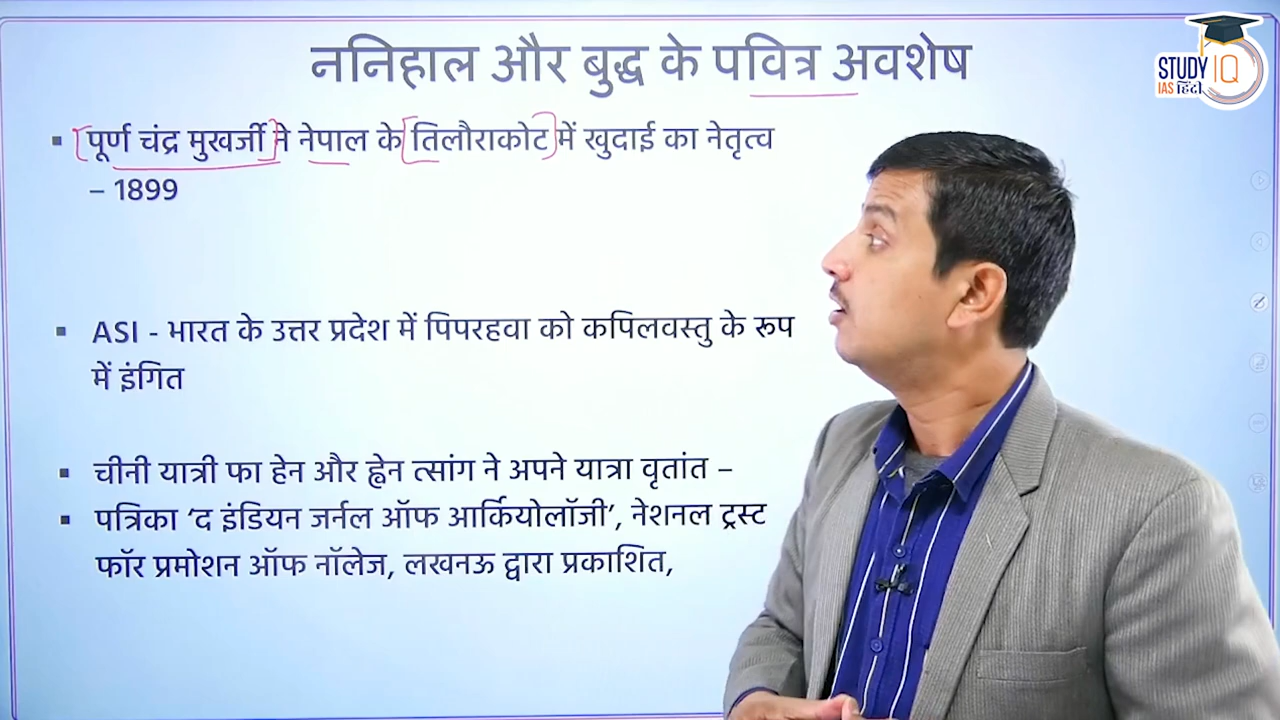 ननिहाल और बुद्ध के पवित्र अवशेष
STUDY IQ
IAS हिंदी
▪ पूर्ण चंद्र मुखर्जी ने नेपाल के तिलौराकोट में खुदाई का नेतृत्व
– 1899
▪ ASI - भारत के उत्तर प्रदेश में पिपरहवा को कपिलवस्तु के रूप
में इंगित
▪ चीनी यात्री फा हेन और ह्वेन त्सांग ने अपने यात्रा वृतांत –
▪ पत्रिका ‘द इंडियन जर्नल ऑफ आर्कियोलॉजी’, नेशनल ट्रस्ट
फॉर प्रमोशन ऑफ नॉलेज, लखनऊ द्वारा प्रकाशित,